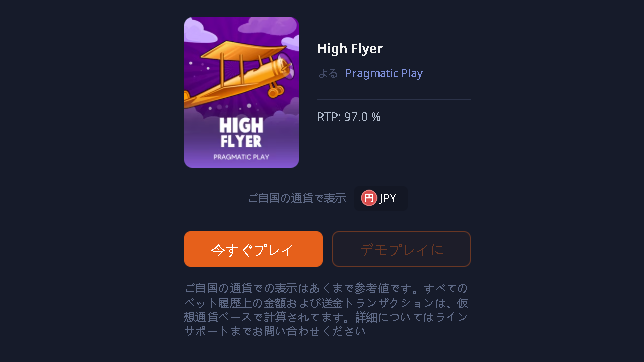 High Flyer
よる Pragmatic Play
RTP: 97.0 %
HIGH
FLYER
PRAGMATIC PLAY
ご自国の通貨で表示 円 JPY
今すぐプレイ デモプレイに
ご自国の通貨での表示はあくまで参考値です。すべての
ベット履歴上の金額および送金トランザクションは、仮
想通貨ベースで計算されてます。詳細についてはライン
サポートまでお問い合わせください